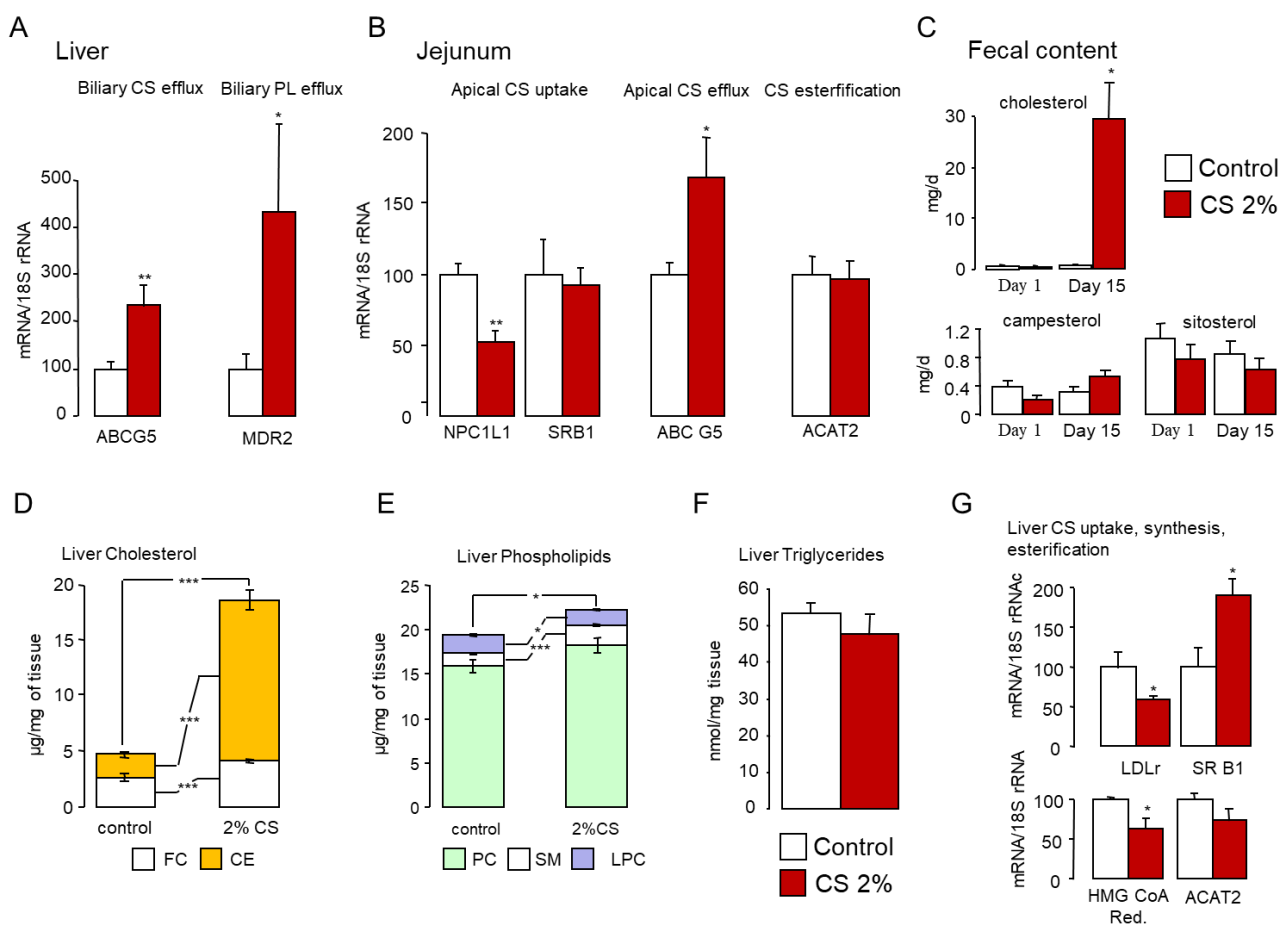 A
Liver
Biliary CS efflux
Biliary PL efflux
mRNA/18S rRNA
500
400
300
200
100
0
**
*
ABCG5
MDR2
B
Jejunum
Apical CS uptake
Apical CS efflux
CS esterfification
mRNA/18S rRNA
200
150
100
50
0
**
*
NPC1L1
SRB1
ABC G5
ACAT2
C
Fecal content
cholesterol
*
mg/d
30
20
10
0
Day 1
Day 15
Control
CS 2%
campesterol
sitosterol
mg/d
1.2
0.8
0.4
0
Day 1
Day 15
Day 1
Day 15
D
Liver Cholesterol
µg/mg of tissue
20
15
10
5
0
***
***
***
control
2% CS
FC
CE
E
Liver Phospholipids
µg/mg of tissue
25
20
15
10
5
0
*
*
***
control
2%CS
PC
SM
LPC
F
Liver Triglycerides
nmol/mg tissue
60
50
40
30
20
10
0
Control
CS 2%
G
Liver CS uptake, synthesis,
esterification
mRNA/18S rRNAc
200
150
100
50
0
*
*
LDLr
SR B1
mRNA/18S rRNA
100
50
0
*
HMG CoA
Red.
ACAT2